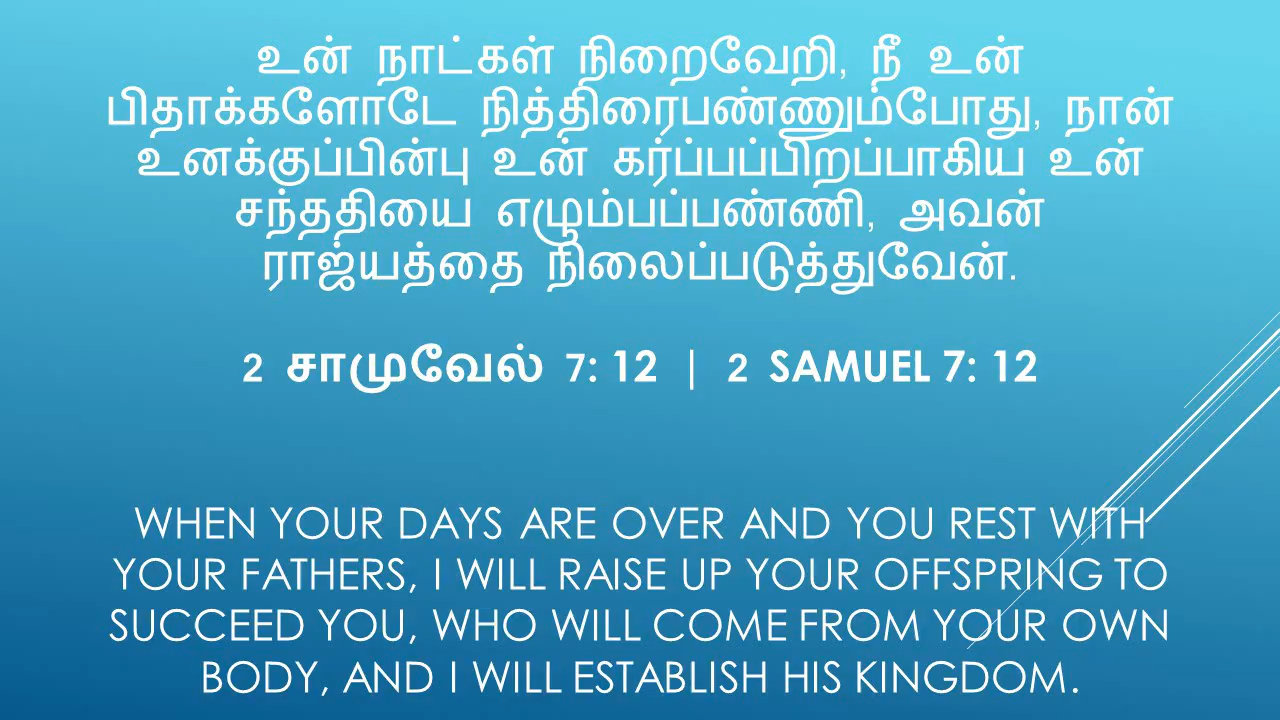 உன் நாட்கள் நிறைவேறி, நீ உன்
பிதாக்களோடே நித்திரைபண்ணும்போது, நான்
உனக்குப்பின்பு உன் கர்ப்பப்பிறப்பாகிய உன்
சந்ததியை எழும்பப்பண்ணி, அவன்
ராஜ்யத்தை நிலைப்படுத்துவேன்.
2 சாமுவேல் 7: 12 | 2 SAMUEL 7: 12
WHEN YOUR DAYS ARE OVER AND YOU REST WITH
YOUR FATHERS, I WILL RAISE UP YOUR OFFSPRING TO
SUCCEED YOU, WHO WILL COME FROM YOUR OWN
BODY, AND I WILL ESTABLISH HIS KINGDOM.